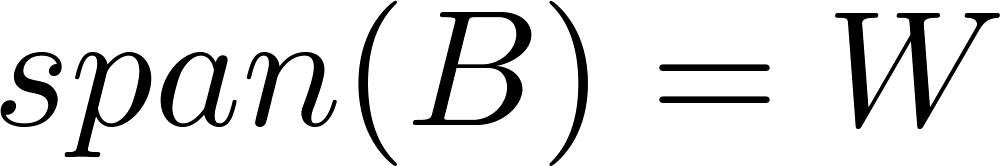 span(B) = W